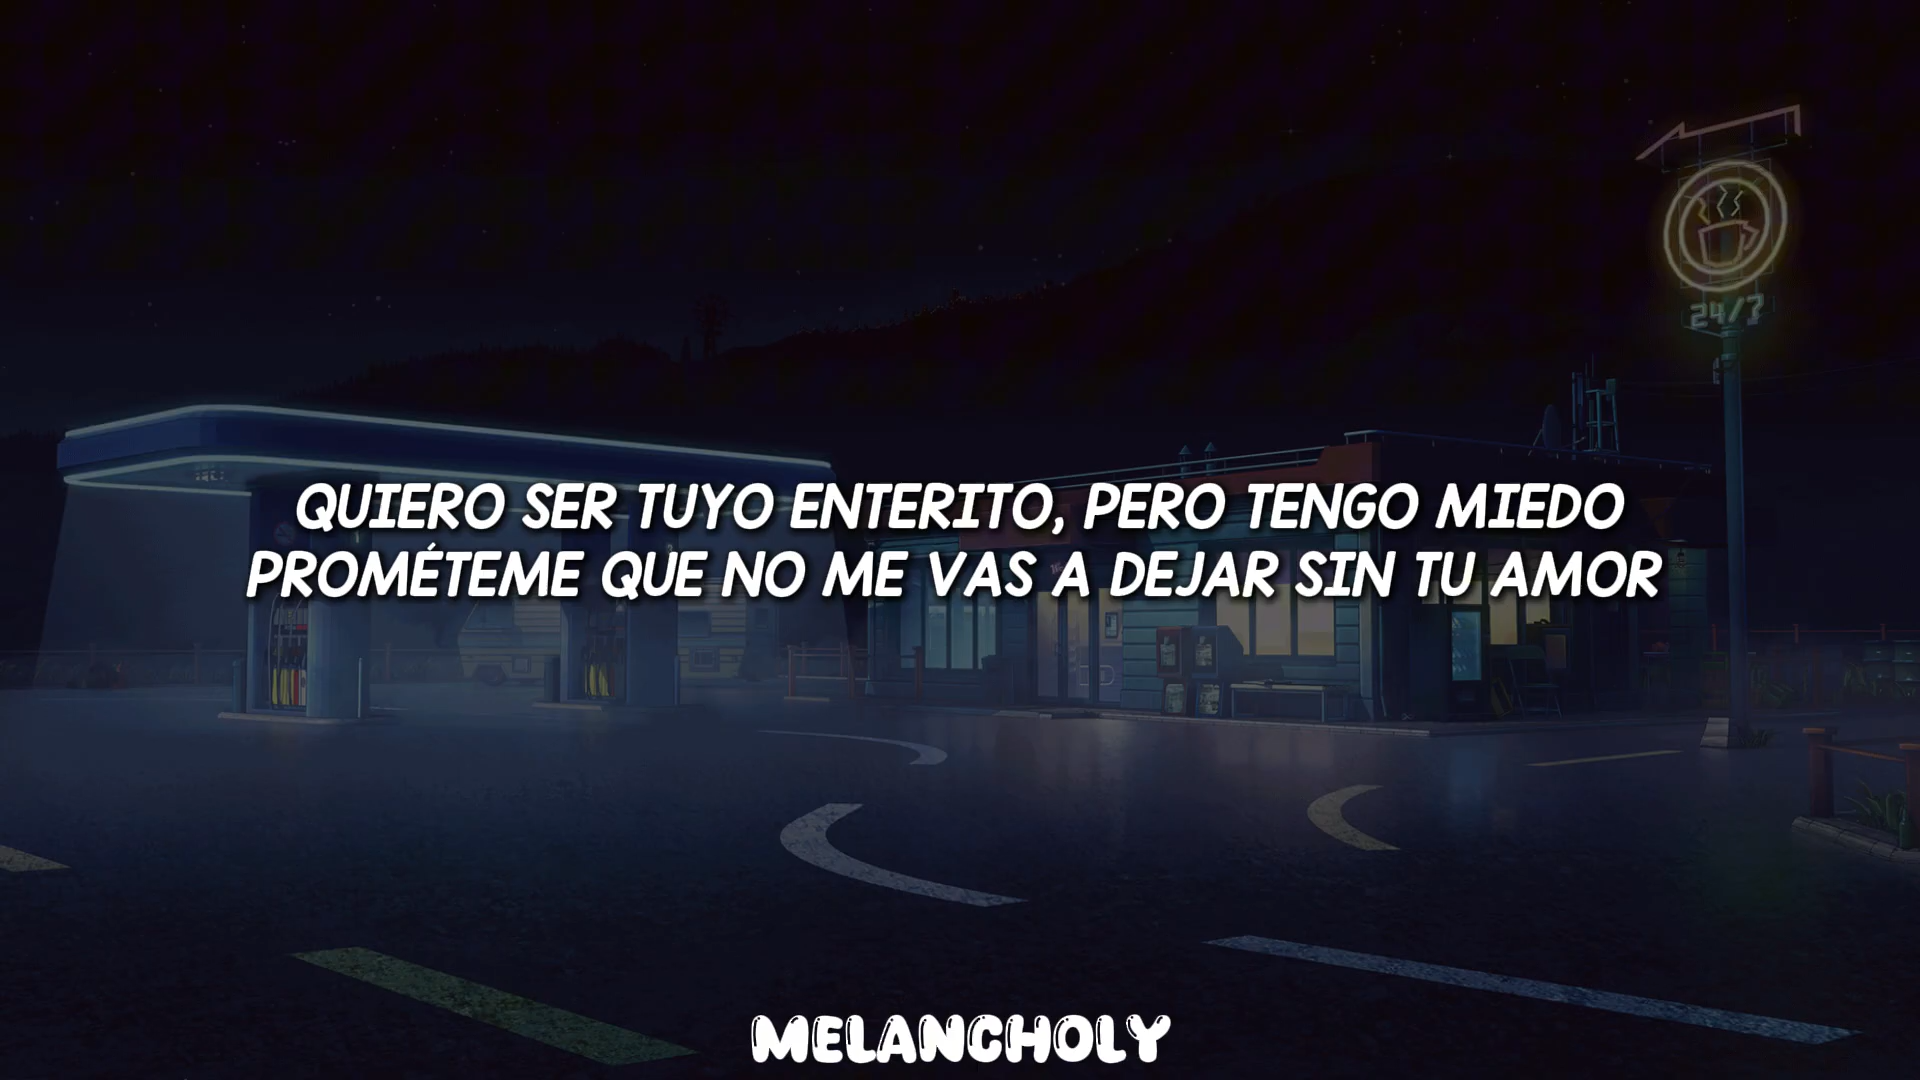 24/7
QUIERO SER TUYO ENTERITO, PERO TENGO MIEDO
PROMÉTEME QUE NO ME VAS A DEJAR SIN TU AMOR
MELANCHOLY